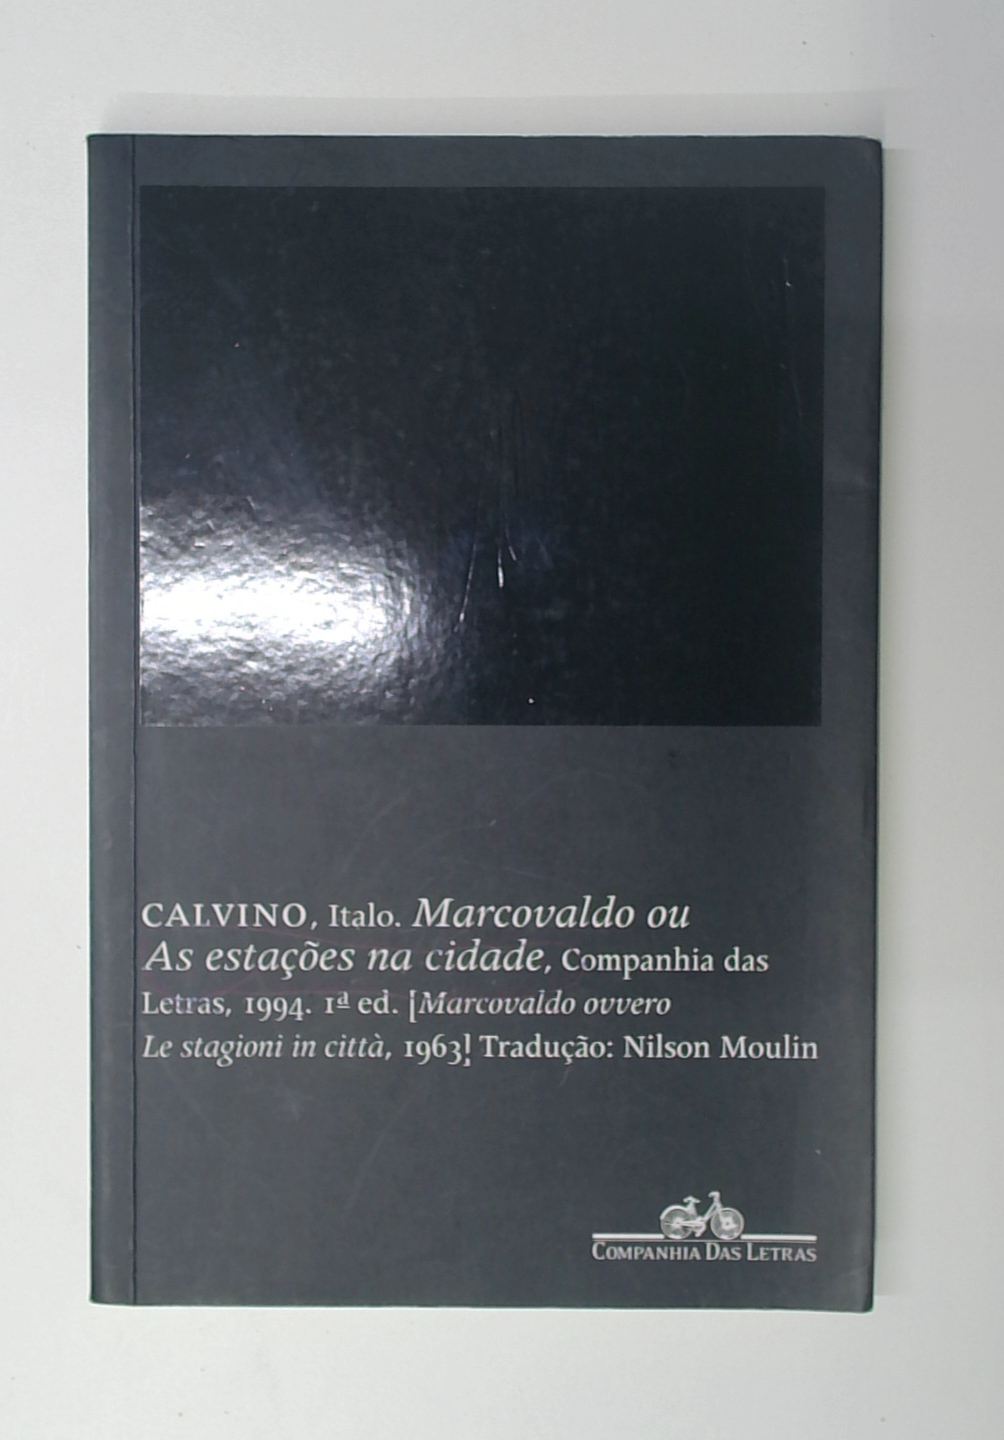 CALVINO, Italo. Marcovaldo ou
As estações na cidade, Companhia das
Letras, 1994. 1ª ed. [Marcovaldo ovvero
Le stagioni in città, 1963] Tradução: Nilson Moulin
COMPANHIA DAS LETRAS